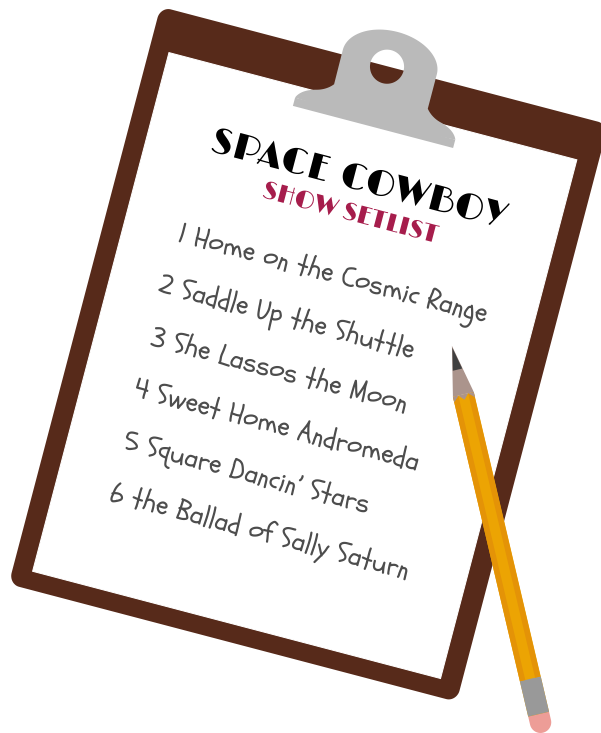 SPACE COWBOY
SHOW SETLIST
1 Home on the Cosmic Range
2 Saddle Up the Shuttle
3 She Lassos the Moon
4 Sweet Home Andromeda
5 Square Dancin' Stars
6 the Ballad of Sally Saturn